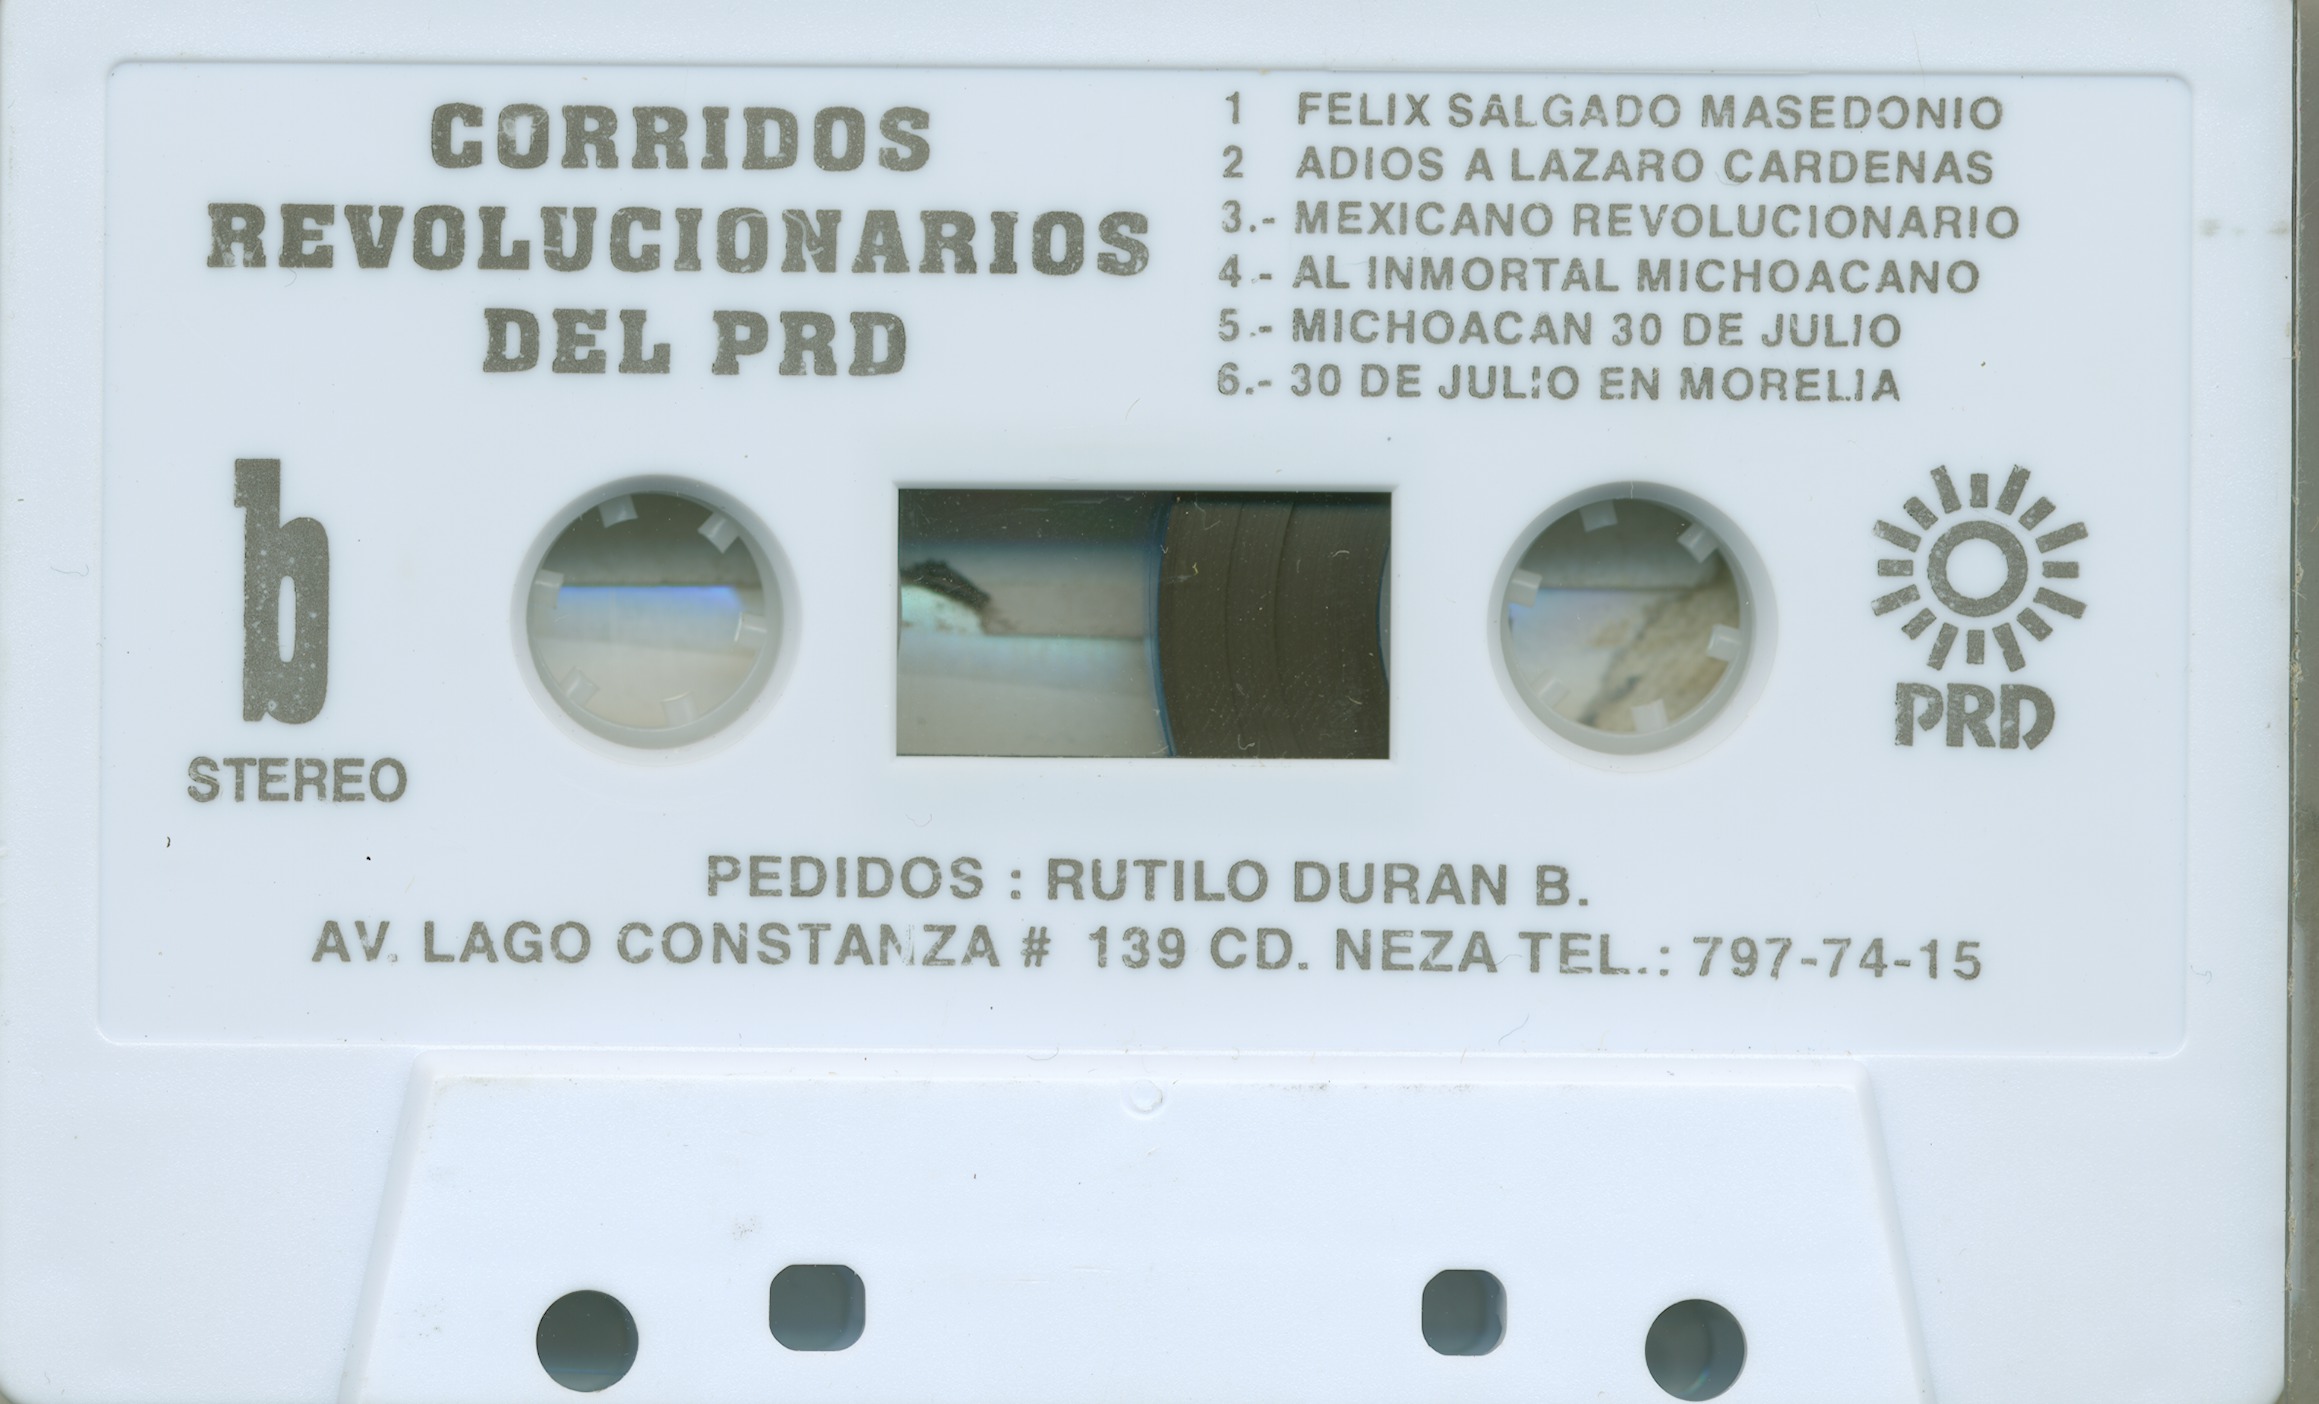 CORRIDOS
REVOLUCIONARIOS
DEL PRD
1 FELIX SALGADO MASEDONIO
2 ADIOS A LAZARO CARDENAS
3.- MEXICANO REVOLUCIONARIO
4.- AL INMORTAL MICHOACANO
5.- MICHOACAN 30 DE JULIO
6.- 30 DE JULIO EN MORELIA
b
STEREO
PRD
PEDIDOS : RUTILO DURAN B.
AV. LAGO CONSTANZA # 139 CD. NEZA TEL.: 797-74-15